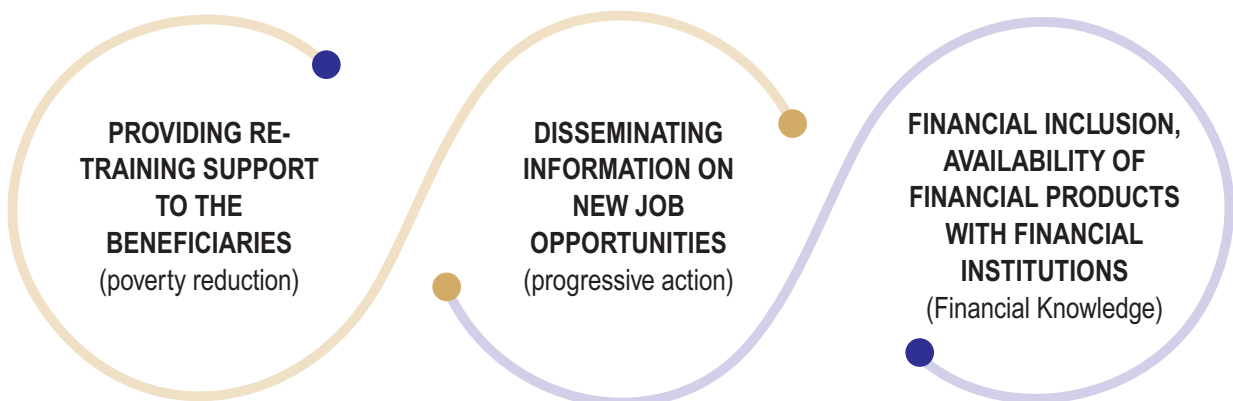 PROVIDING RE-
TRAINING SUPPORT
TO THE
BENEFICIARIES
(poverty reduction)
DISSEMINATING
INFORMATION ON
NEW JOB
OPPORTUNITIES
(progressive action)
FINANCIAL INCLUSION,
AVAILABILITY OF
FINANCIAL PRODUCTS
WITH FINANCIAL
INSTITUTIONS
(Financial Knowledge)